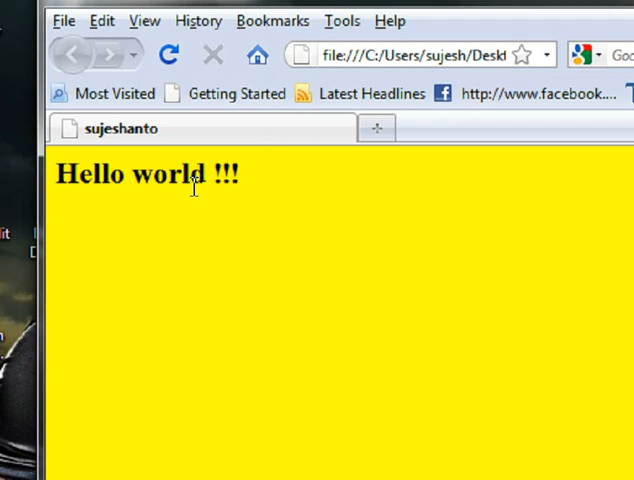 File Edit View History Bookmarks Tools Help
file:///C:/Users/sujesh/Deskt
Goo
Most Visited Getting Started Latest Headlines http://www.facebook....
sujeshanto
Hello world !!!